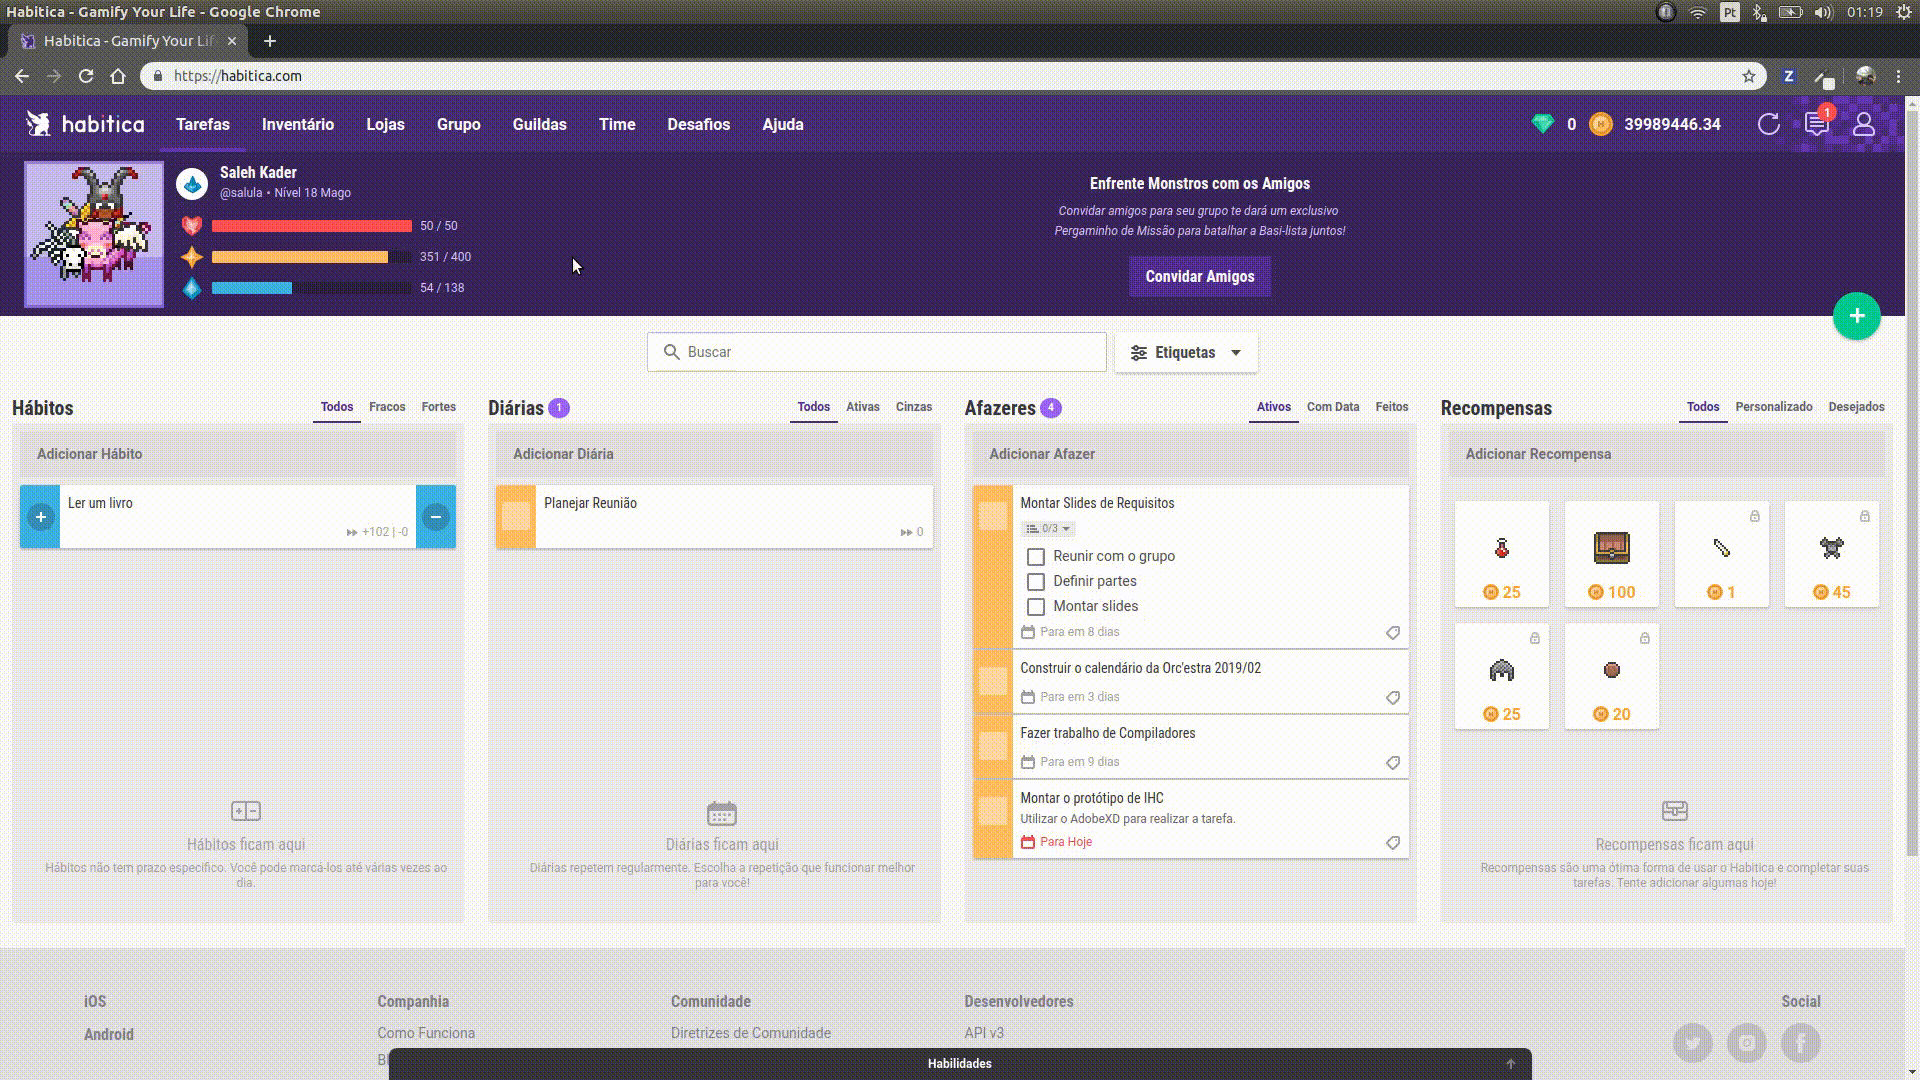 Habitica - Gamify Your Life - Google Chrome
Pt
01:19
Habitica - Gamify Your Lif
https://habitica.com
Z
habitica
Tarefas
Inventário
Lojas
Grupo
Guildas
Time
Desafios
Ajuda
0
39989446.34
1
Saleh Kader
@salula • Nível 18 Mago
50 / 50
351 / 400
54 / 138
Enfrente Monstros com os Amigos
Convidar amigos para seu grupo te dará um exclusivo
Pergaminho de Missão para batalhar a Basi-lista juntos!
Convidar Amigos
Buscar
Etiquetas
Hábitos
Todos
Fracos
Fortes
Adicionar Hábito
Ler um livro
+102 | -0
Hábitos ficam aqui
Hábitos não tem prazo específico. Você pode marcá-los até várias vezes ao
dia.
Diárias
1
Todos
Ativas
Cinzas
Adicionar Diária
Planejar Reunião
0
Diárias ficam aqui
Diárias repetem regularmente. Escolha a repetição que funcionar melhor
para você!
Afazeres
4
Ativos
Com Data
Feitos
Adicionar Afazer
Montar Slides de Requisitos
0/3
Reunir com o grupo
Definir partes
Montar slides
Para em 8 dias
Construir o calendário da Orc'estra 2019/02
Para em 3 dias
Fazer trabalho de Compiladores
Para em 9 dias
Montar o protótipo de IHC
Utilizar o AdobeXD para realizar a tarefa.
Para Hoje
Recompensas
Todos
Personalizado
Desejados
Adicionar Recompensa
25
100
1
45
25
20
Recompensas ficam aqui
Recompensas são uma ótima forma de usar o Habitica e completar suas
tarefas. Tente adicionar algumas hoje!
iOS
Android
Companhia
Como Funciona
Bl
Comunidade
Diretrizes de Comunidade
Desenvolvedores
API v3
Social
Habilidades